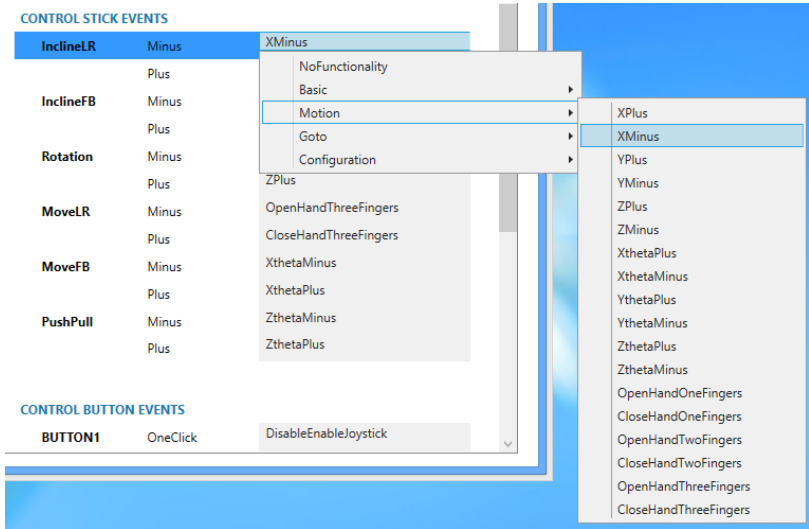 CONTROL STICK EVENTS
InclineLR Minus XMinus
Plus
NoFunctionality
InclineFB Minus
Basic
Motion
Plus
Goto
Rotation Minus
Configuration
Plus ZPlus
MoveLR Minus OpenHandThreeFingers
Plus CloseHandThreeFingers
MoveFB Minus XthetaMinus
Plus XthetaPlus
PushPull Minus ZthetaMinus
Plus ZthetaPlus
CONTROL BUTTON EVENTS
BUTTON1 OneClick DisableEnableJoystick
XPlus
XMinus
YPlus
YMinus
ZPlus
ZMinus
XthetaPlus
XthetaMinus
YthetaPlus
YthetaMinus
ZthetaPlus
ZthetaMinus
OpenHandOneFingers
CloseHandOneFingers
OpenHandTwoFingers
CloseHandTwoFingers
OpenHandThreeFingers
CloseHandThreeFingers